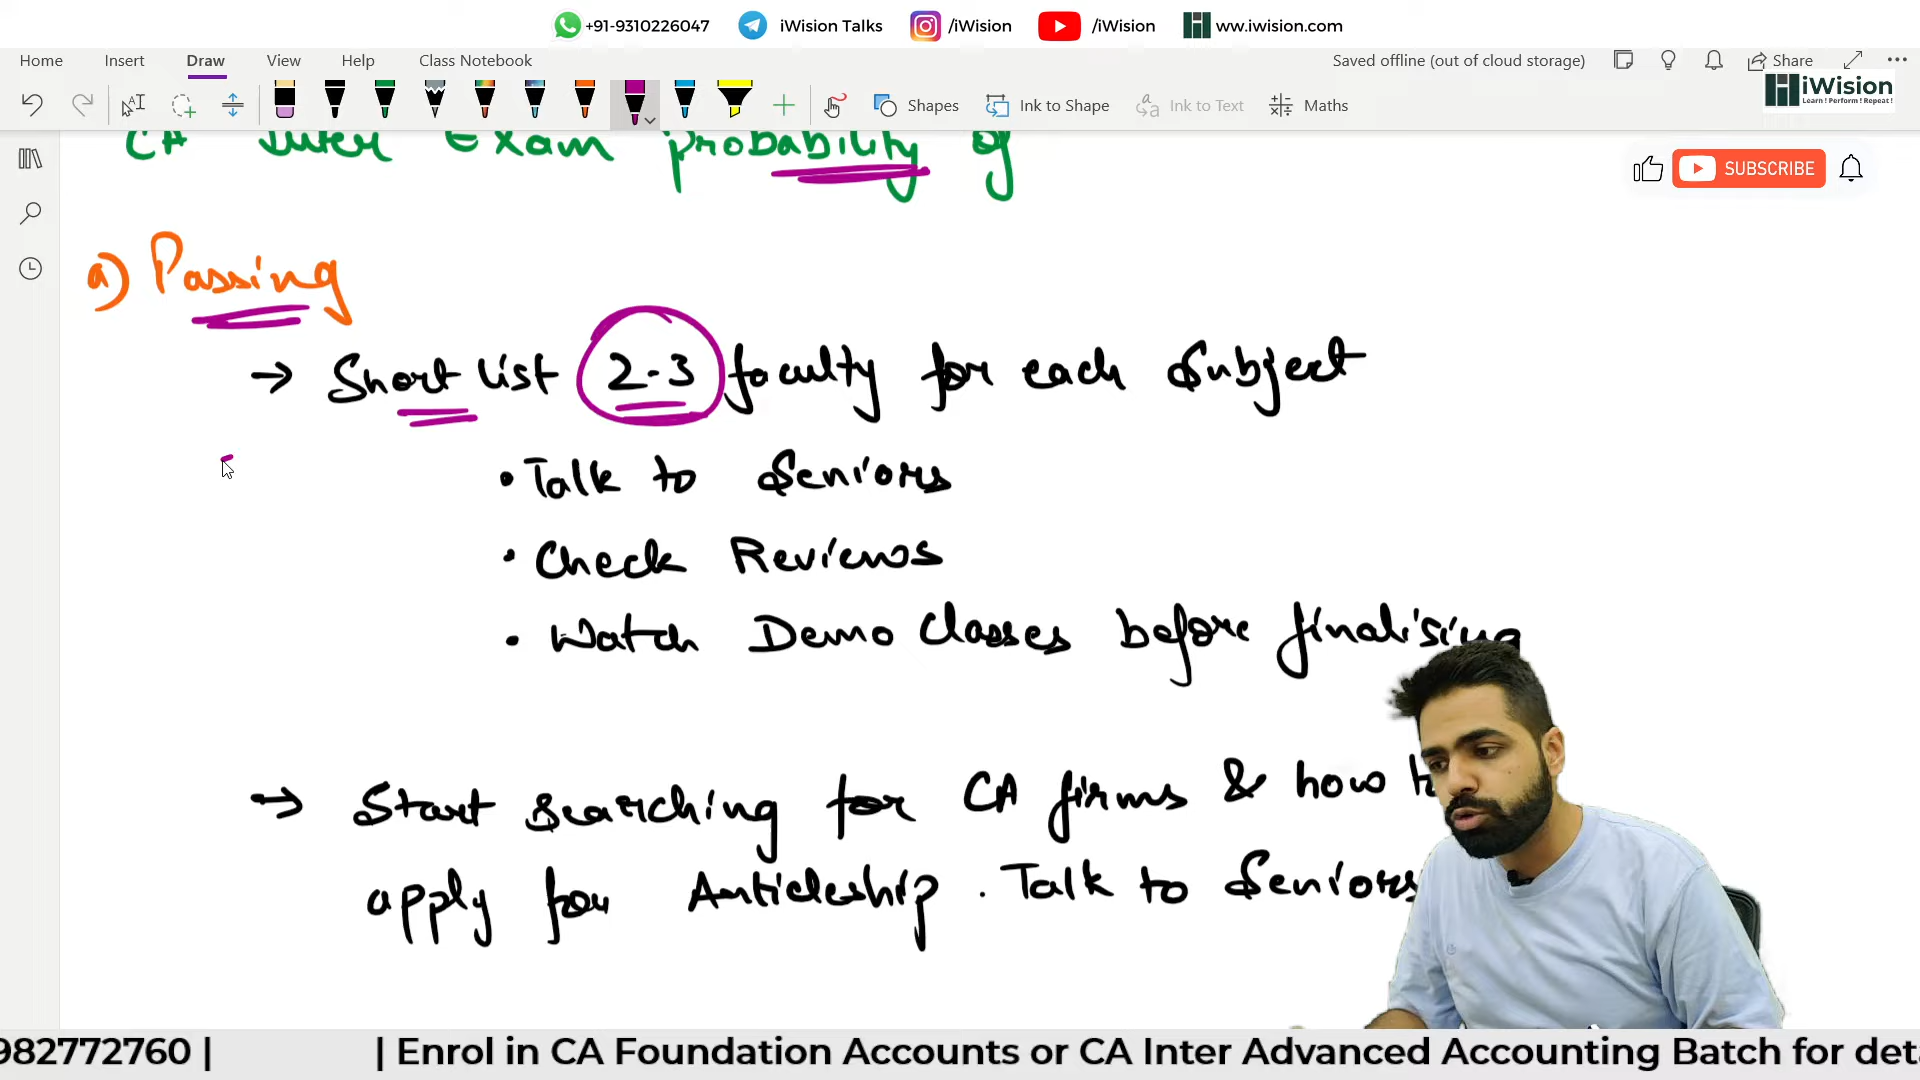 +91-9310226047 iWision Talks /iWision /iWision ww.iwision.com
Home Insert Draw View Help Class Notebook Saved offline (out of cloud storage) Share
Shapes Ink to Shape Ink to Text Maths
iWision
Learn ! Perform ! Repeat !
CA Inter Exam probability of
SUBSCRIBE
a) Passing
→ Short list 2-3 faculty for each Subject
• Talk to Seniors
• Check Reviews
• Watch Demo Classes before finalising
→ Start Searching for CA firms & how
apply for Articleship. Talk to Seniors
982772760 | | Enrol in CA Foundation Accounts or CA Inter Advanced Accounting Batch for det